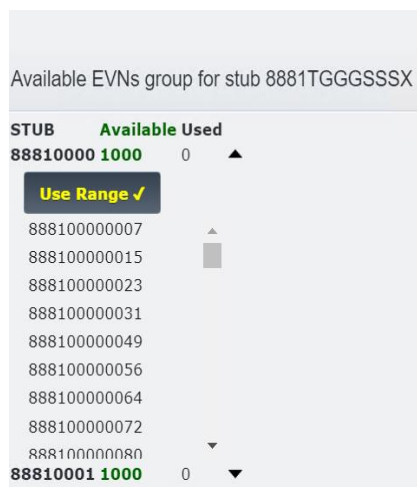 Available EVNs group for stub 8881TGGGSSSX
STUB Available Used
88810000 1000 0 ▲
Use Range ✓
888100000007
888100000015
888100000023
888100000031
888100000049
888100000056
888100000064
888100000072
888100000080
88810001 1000 0 ▼